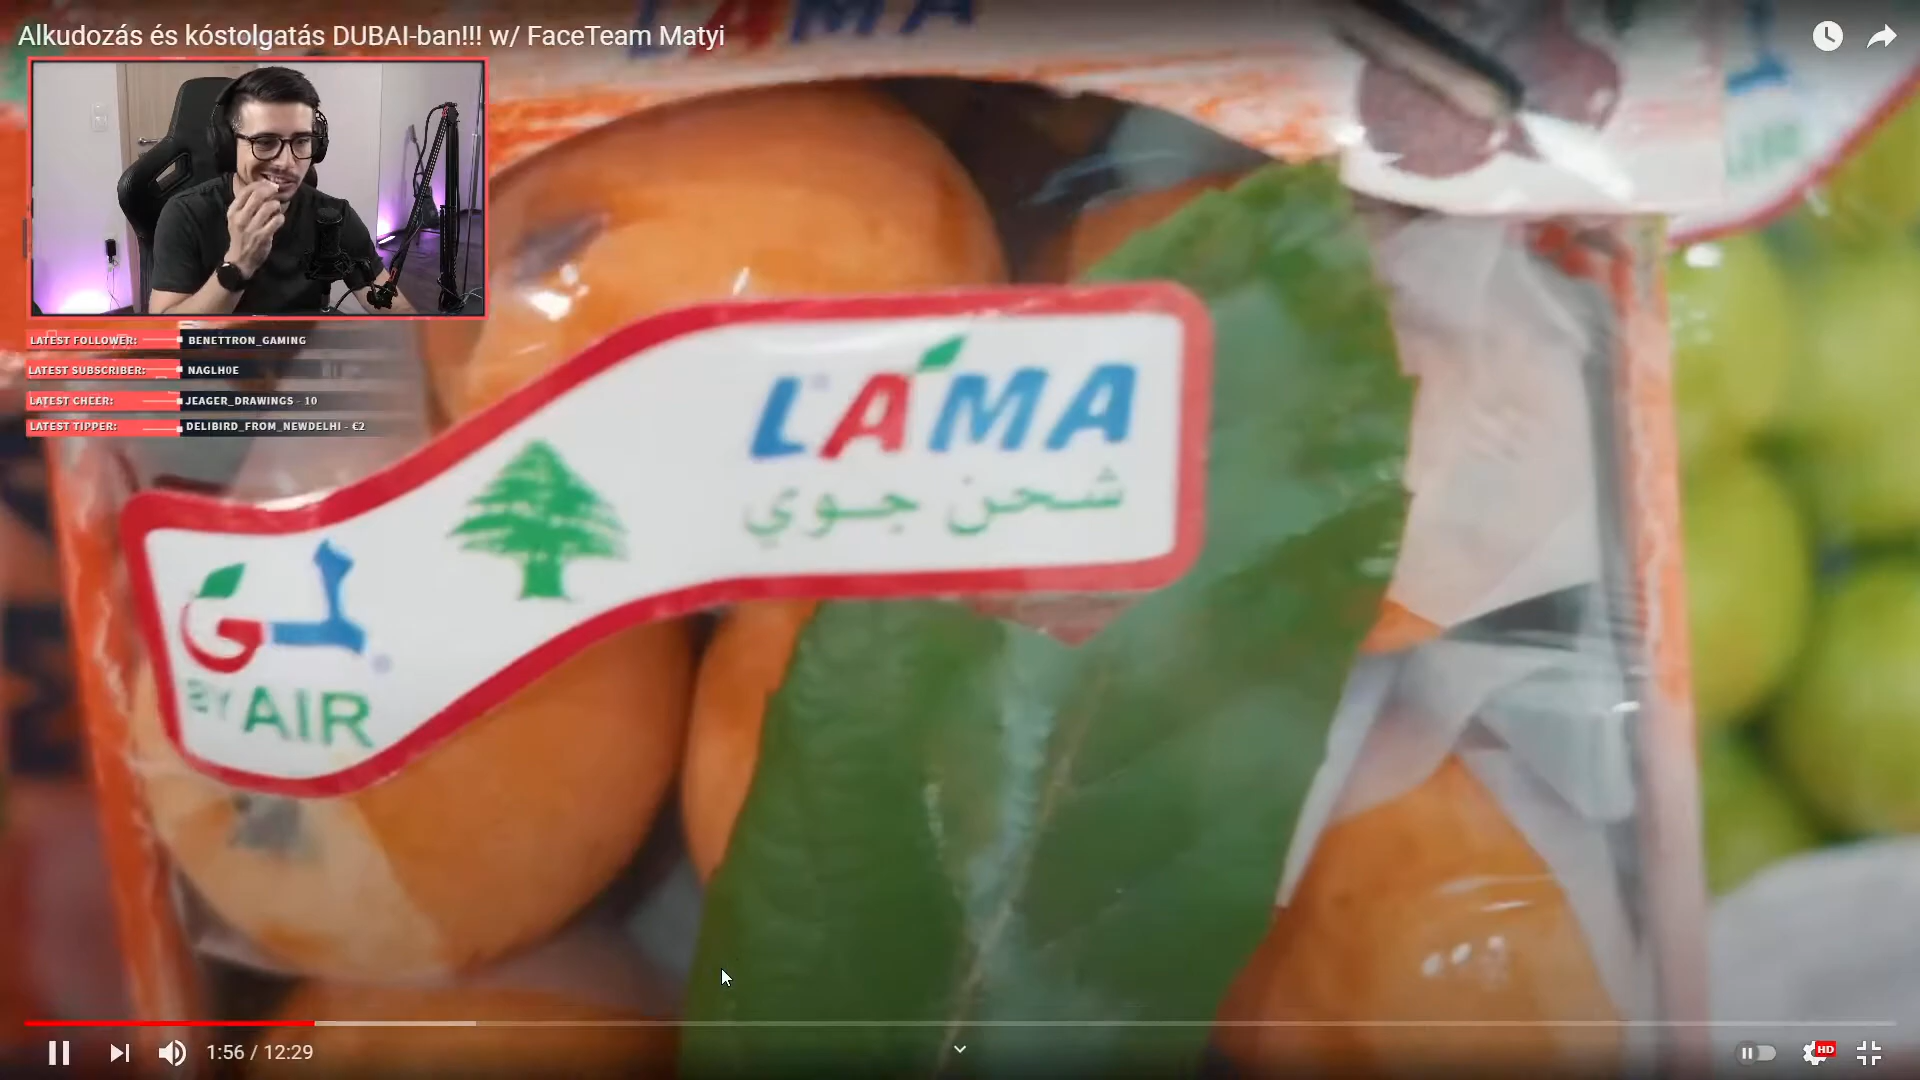 Alkudozás és kóstolgatás DUBAI-ban!!! w/ FaceTeam Matyi
LATEST FOLLOWER: BENETTRON_GAMING
LATEST SUBSCRIBER: NAGLH0E
LATEST CHEER: JEAGER_DRAWINGS - 10
LATEST TIPPER: DELIBIRD_FROM_NEWDELHI - €2
LAMA
شحن جوي
لمى
BY AIR
1:56 / 12:29
HD